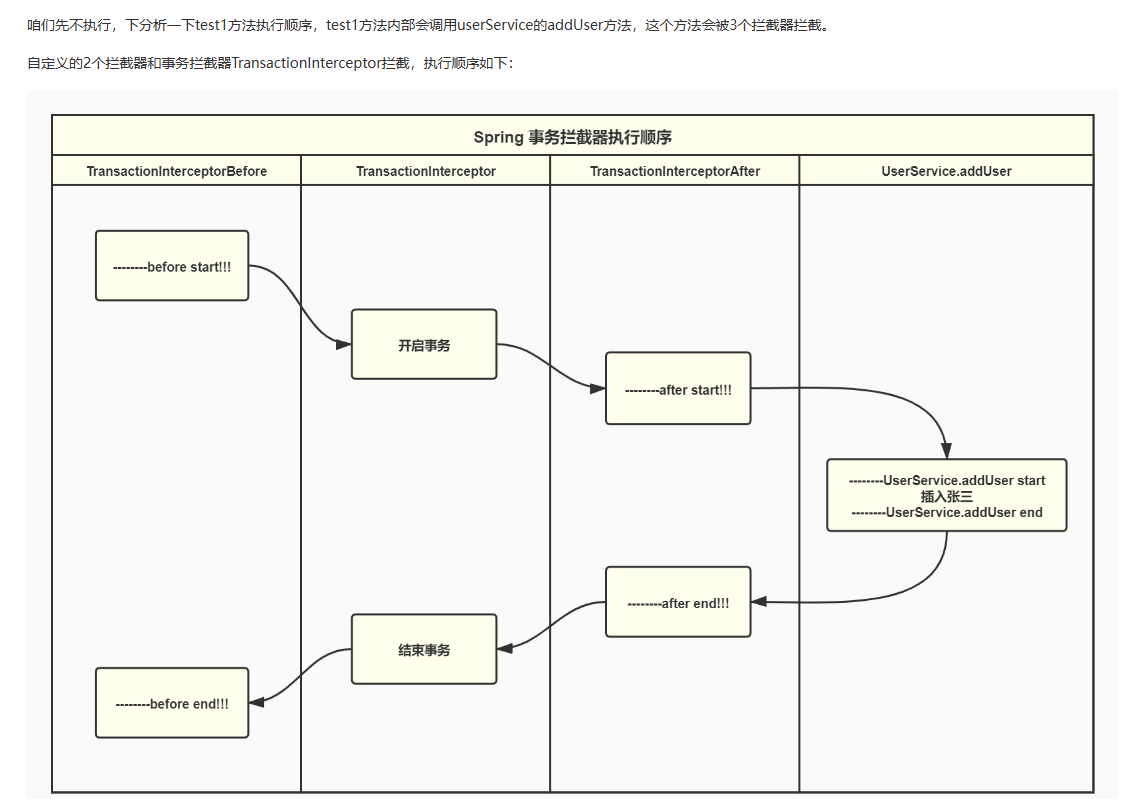 咱们先不执行，下分析一下test1方法执行顺序，test1方法内部会调用userService的addUser方法，这个方法会被3个拦截器拦截。
自定义的2个拦截器和事务拦截器TransactionInterceptor拦截，执行顺序如下：
Spring 事务拦截器执行顺序
TransactionInterceptorBefore
TransactionInterceptor
TransactionInterceptorAfter
UserService.addUser
--------before start!!!
开启事务
--------after start!!!
--------UserService.addUser start
插入张三
--------UserService.addUser end
--------after end!!!
结束事务
--------before end!!!